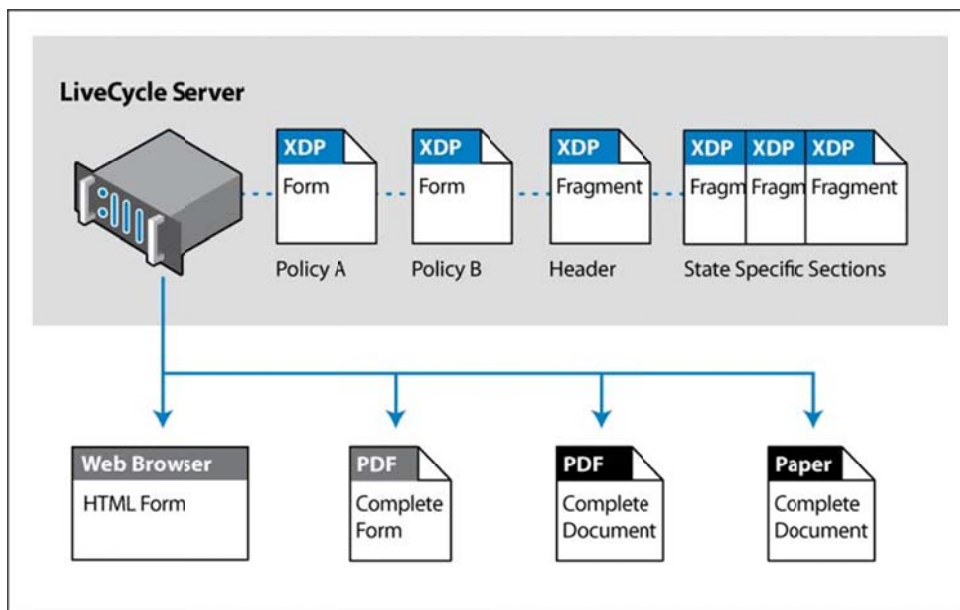 LiveCycle Server
XDP XDP XDP XDP XDP XDP
Form Form Fragment Fragm Fragm Fragment
Policy A Policy B Header State Specific Sections
Web Browser PDF PDF Paper
HTML Form Complete Complete Complete
Form Document Document